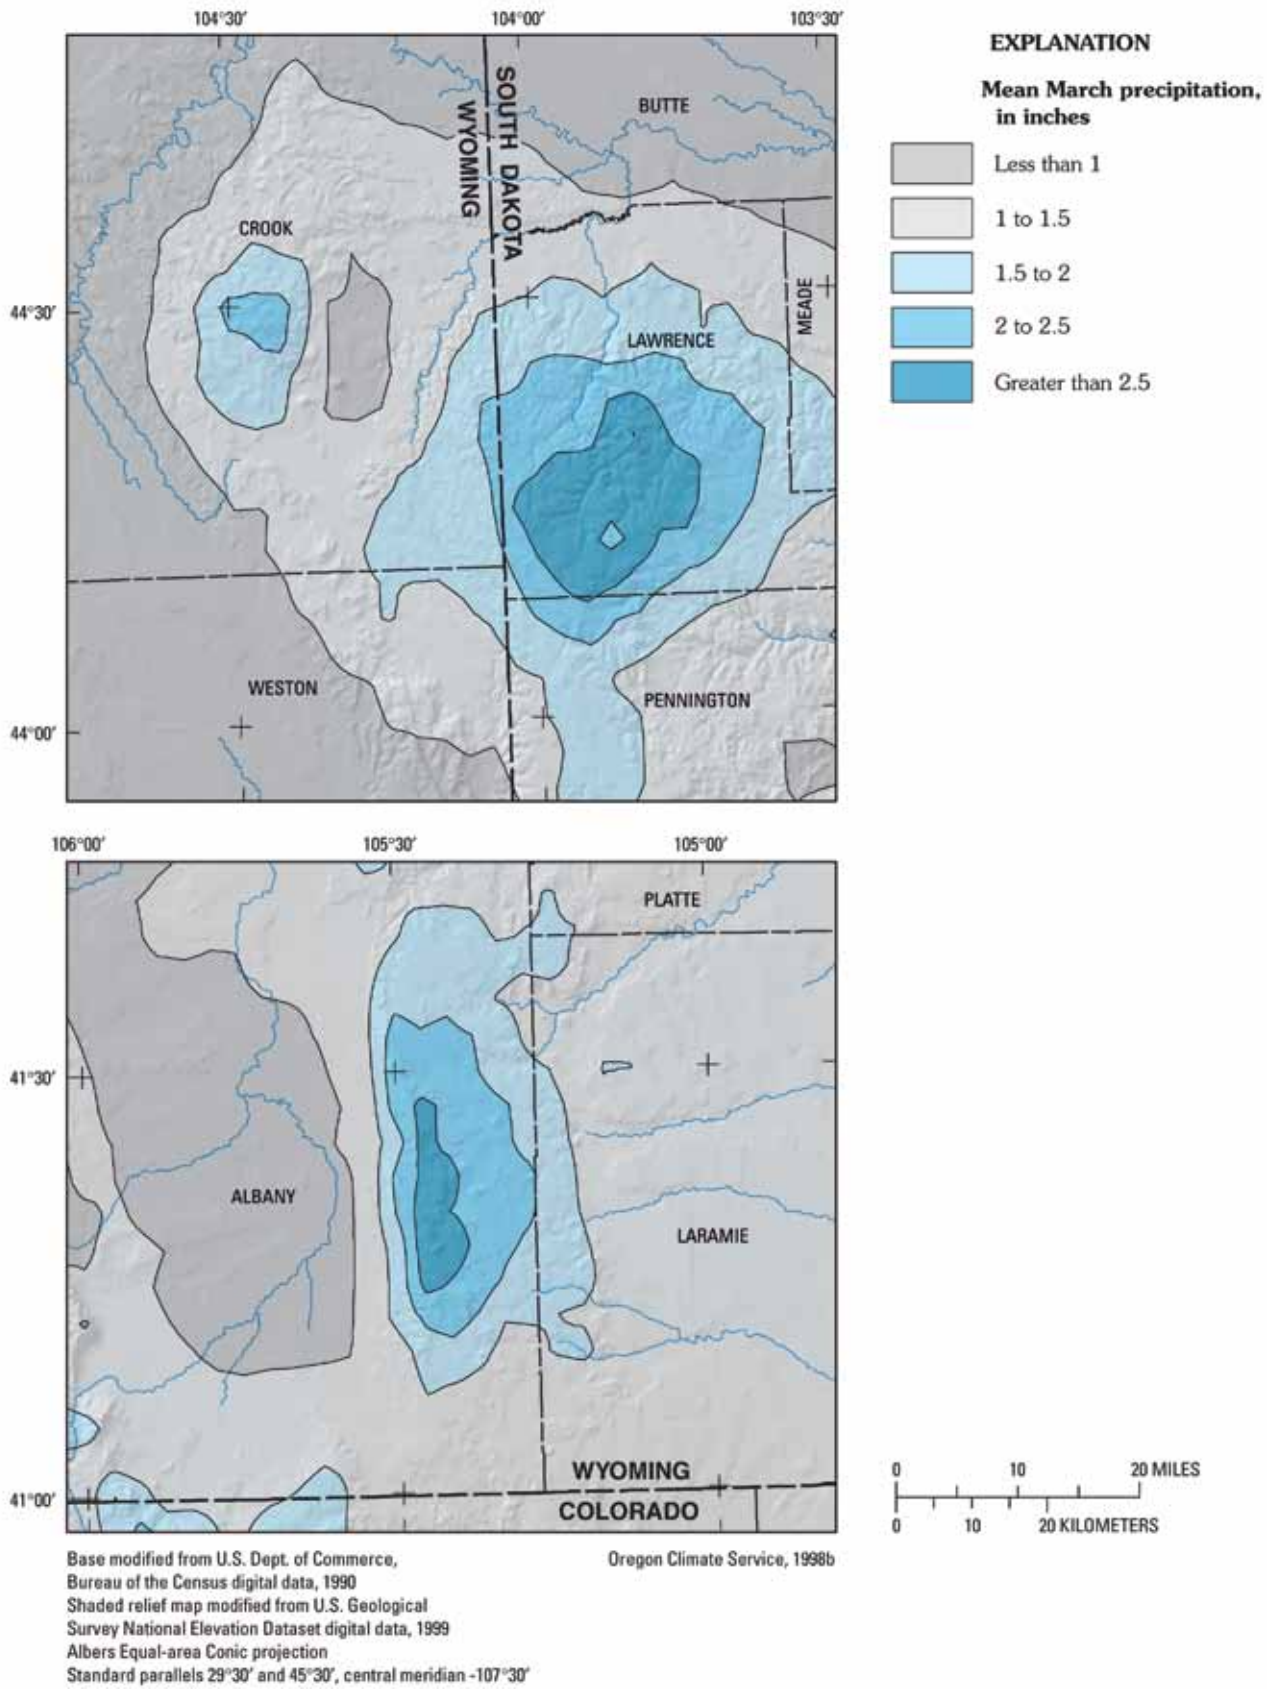 104°30′ 104°00′ 103°30′
EXPLANATION
Mean March precipitation,
in inches
Less than 1
1 to 1.5
1.5 to 2
2 to 2.5
Greater than 2.5
SOUTH DAKOTA
WYOMING
BUTTE
CROOK
44°30′
MEADE
LAWRENCE
WESTON
PENNINGTON
44°00′
106°00′ 105°30′ 105°00′
PLATTE
41°30′
ALBANY
LARAMIE
WYOMING
COLORADO
41°00′
0 10 20 MILES
0 10 20 KILOMETERS
Base modified from U.S. Dept. of Commerce,
Bureau of the Census digital data, 1990
Shaded relief map modified from U.S. Geological
Survey National Elevation Dataset digital data, 1999
Albers Equal-area Conic projection
Standard parallels 29°30′ and 45°30′, central meridian -107°30′
Oregon Climate Service, 1998b